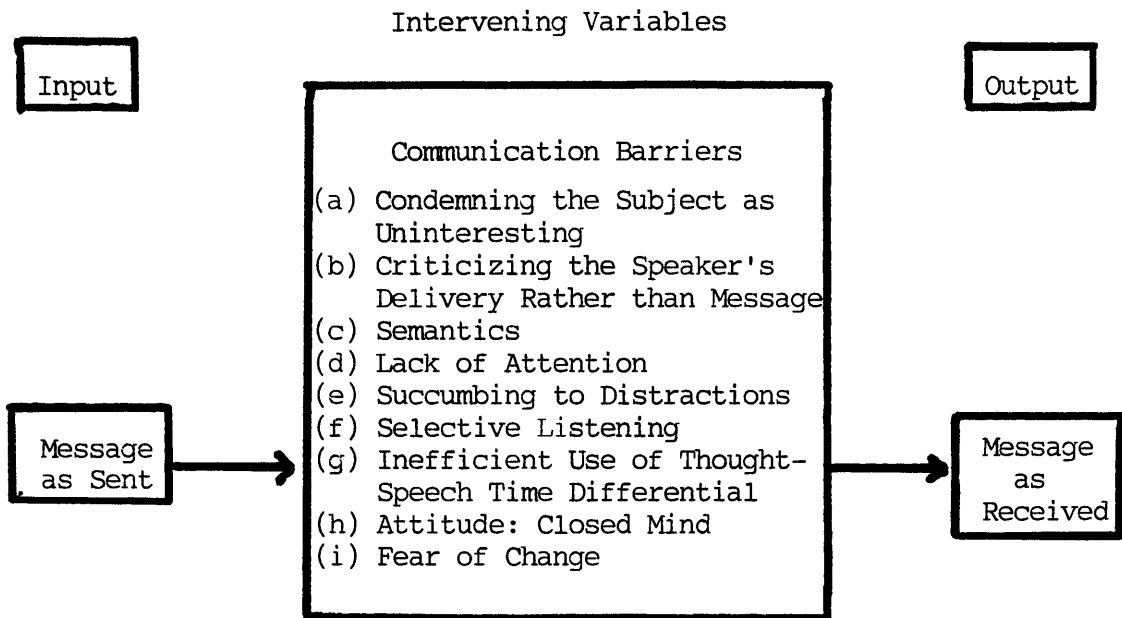 Intervening Variables
Input
Output
Communication Barriers
(a) Condemning the Subject as
Uninteresting
(b) Criticizing the Speaker's
Delivery Rather than Message
(c) Semantics
(d) Lack of Attention
(e) Succumbing to Distractions
(f) Selective Listening
(g) Inefficient Use of Thought-
Speech Time Differential
(h) Attitude: Closed Mind
(i) Fear of Change
Message
as Sent
Message
as
Received